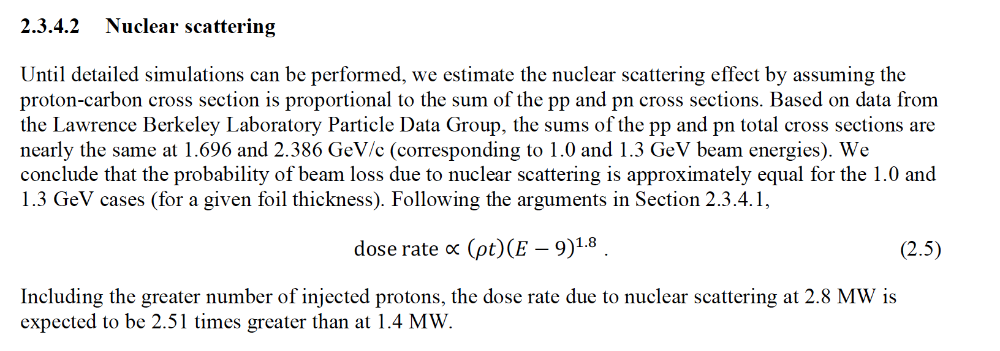 2.3.4.2 Nuclear scattering
Until detailed simulations can be performed, we estimate the nuclear scattering effect by assuming the
proton-carbon cross section is proportional to the sum of the pp and pn cross sections. Based on data from
the Lawrence Berkeley Laboratory Particle Data Group, the sums of the pp and pn total cross sections are
nearly the same at 1.696 and 2.386 GeV/c (corresponding to 1.0 and 1.3 GeV beam energies). We
conclude that the probability of beam loss due to nuclear scattering is approximately equal for the 1.0 and
1.3 GeV cases (for a given foil thickness). Following the arguments in Section 2.3.4.1,
dose rate ∝ (ρt)(E − 9)^1.8 . (2.5)
Including the greater number of injected protons, the dose rate due to nuclear scattering at 2.8 MW is
expected to be 2.51 times greater than at 1.4 MW.